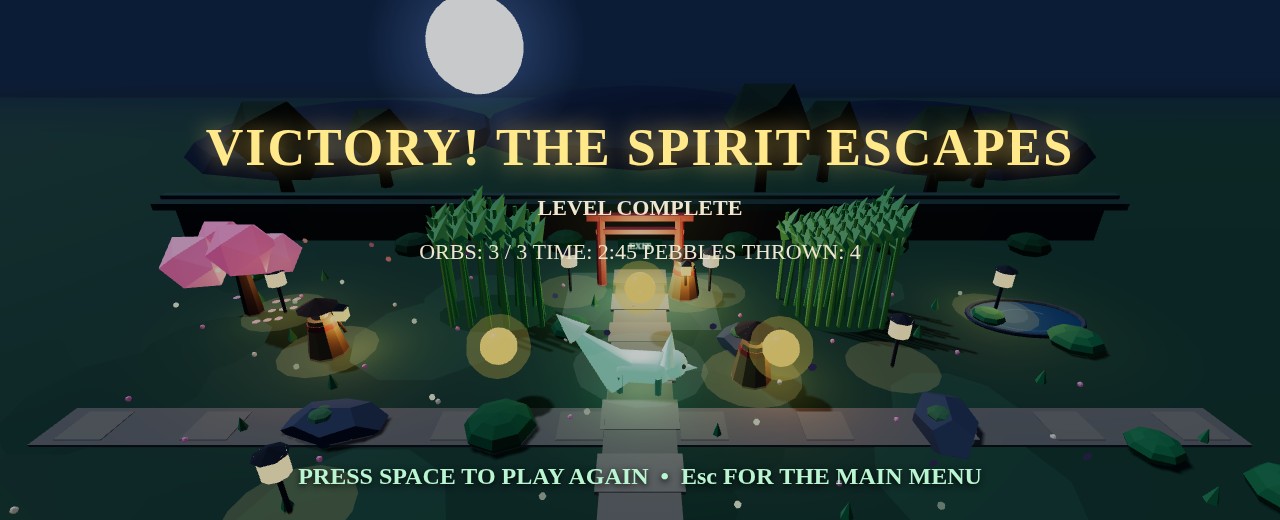 VICTORY! THE SPIRIT ESCAPES
LEVEL COMPLETE
EXIT
ORBS: 3 / 3 TIME: 2:45 PEBBLES THROWN: 4
PRESS SPACE TO PLAY AGAIN • Esc FOR THE MAIN MENU